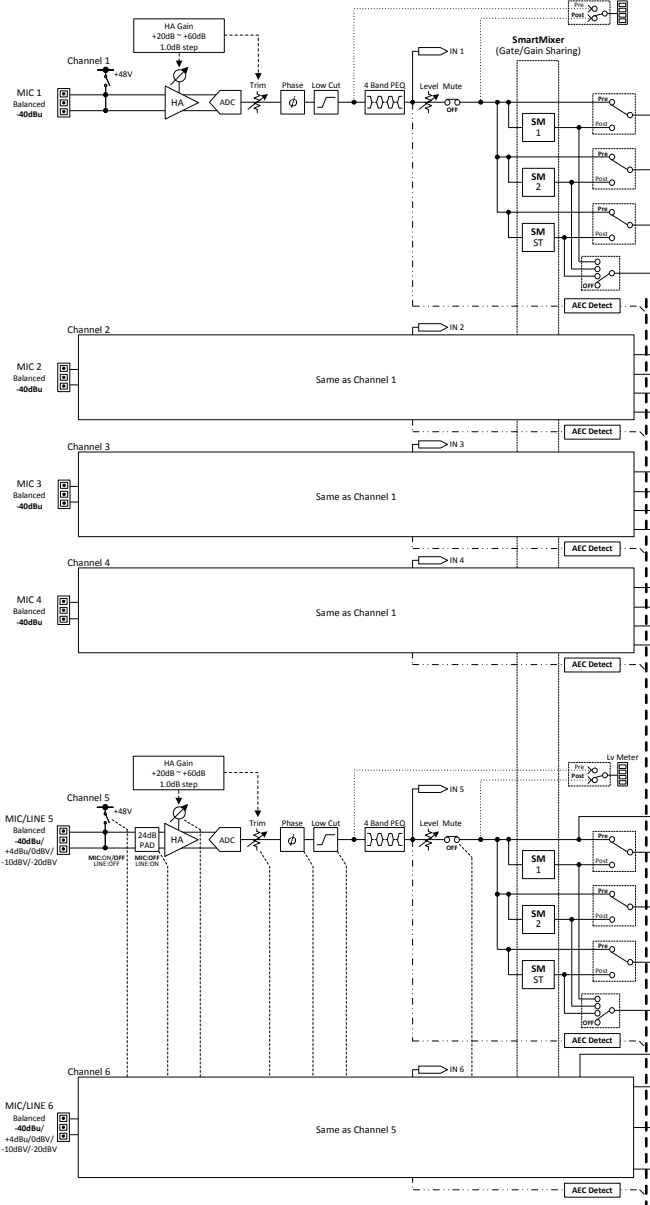 Pre
Post
HA Gain
+20dB ~ +60dB
1.0dB step
IN 1
SmartMixer
(Gate/Gain Sharing)
Channel 1
+48V
MIC 1
Balanced
-40dBu
HA
ADC
Trim
Phase
ϕ
Low Cut
4 Band PEQ
Level
Mute
OFF
SM
1
Pre
Post
SM
2
Pre
Post
SM
ST
Pre
Post
OFF
AEC Detect
Channel 2
IN 2
MIC 2
Balanced
-40dBu
Same as Channel 1
AEC Detect
Channel 3
IN 3
MIC 3
Balanced
-40dBu
Same as Channel 1
AEC Detect
Channel 4
IN 4
MIC 4
Balanced
-40dBu
Same as Channel 1
AEC Detect
HA Gain
+20dB ~ +60dB
1.0dB step
Lv Meter
Pre
Post
IN 5
Channel 5
+48V
MIC/LINE 5
Balanced
-40dBu/
+4dBu/0dBV/
-10dBV/-20dBV
MIC:ON/OFF
LINE:OFF
24dB
PAD
MIC:OFF
LINE:ON
HA
ADC
Trim
Phase
ϕ
Low Cut
4 Band PEQ
Level
Mute
OFF
SM
1
Pre
Post
SM
2
Pre
Post
SM
ST
Pre
Post
OFF
AEC Detect
Channel 6
IN 6
MIC/LINE 6
Balanced
-40dBu/
+4dBu/0dBV/
-10dBV/-20dBV
Same as Channel 5
AEC Detect